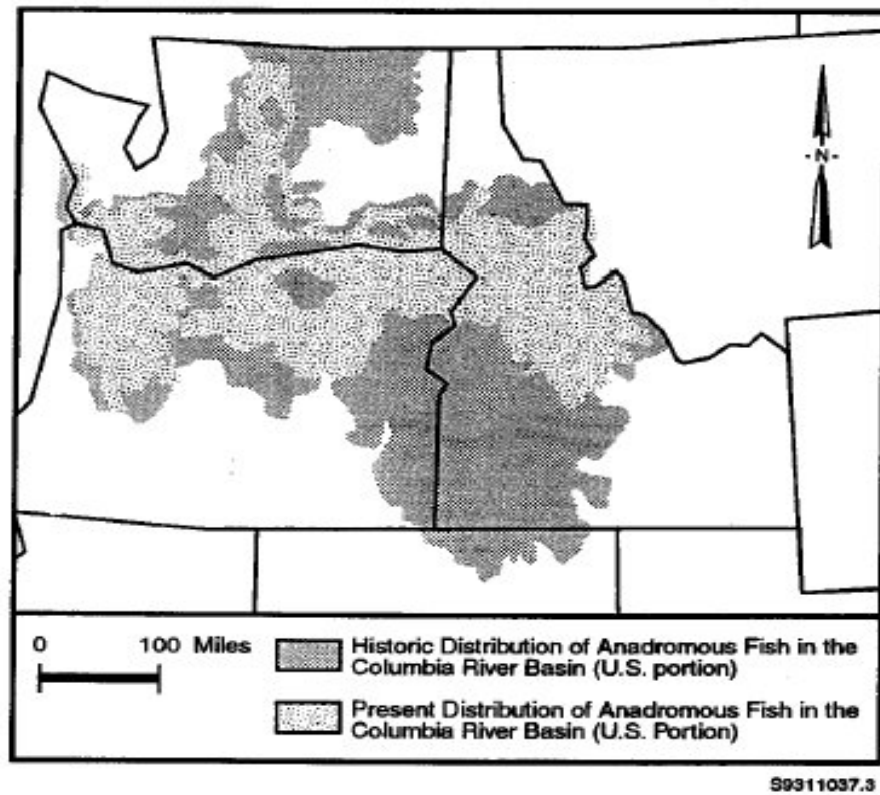 -N-
0 100 Miles
Historic Distribution of Anadromous Fish in the
Columbia River Basin (U.S. portion)
Present Distribution of Anadromous Fish in the
Columbia River Basin (U.S. Portion)
S9311037.3